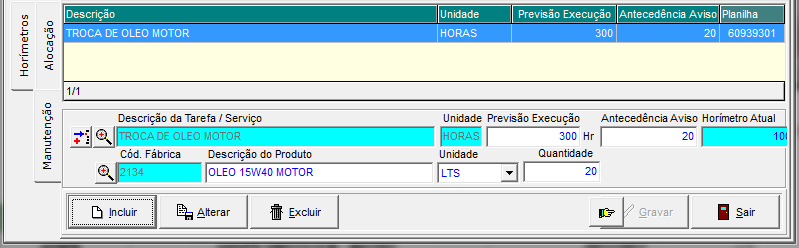 Horímetros
Alocação
Manutenção
Descrição Unidade Previsão Execução Antecedência Aviso Planilha
TROCA DE OLEO MOTOR HORAS 300 20 60939301
1/1
Descrição da Tarefa / Serviço Unidade Previsão Execução Antecedência Aviso Horímetro Atual
TROCA DE OLEO MOTOR HORAS 300 Hr 20 100
Cód. Fábrica Descrição do Produto Unidade Quantidade
2134 OLEO 15W40 MOTOR LTS 20
Incluir Alterar Excluir Gravar Sair